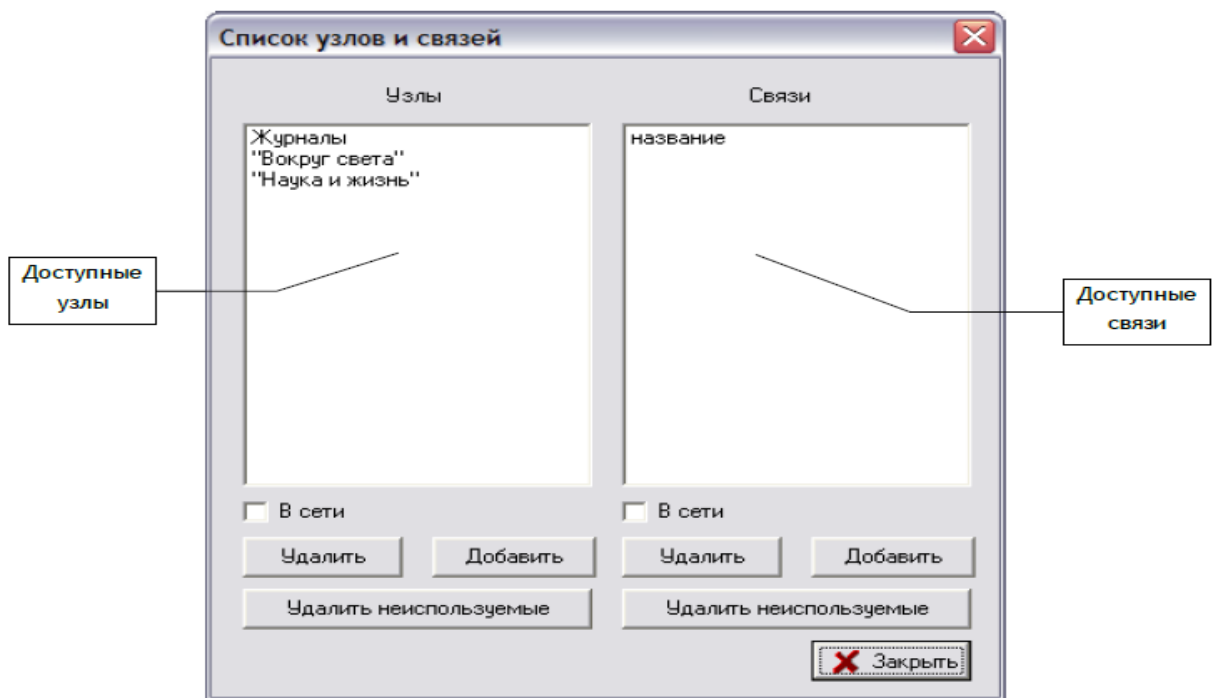 Список узлов и связей
Узлы
Связи
Журналы
"Вокруг света"
"Наука и жизнь"
название
Доступные
узлы
Доступные
связи
В сети
В сети
Удалить
Добавить
Удалить
Добавить
Удалить неиспользуемые
Удалить неиспользуемые
Закрыть